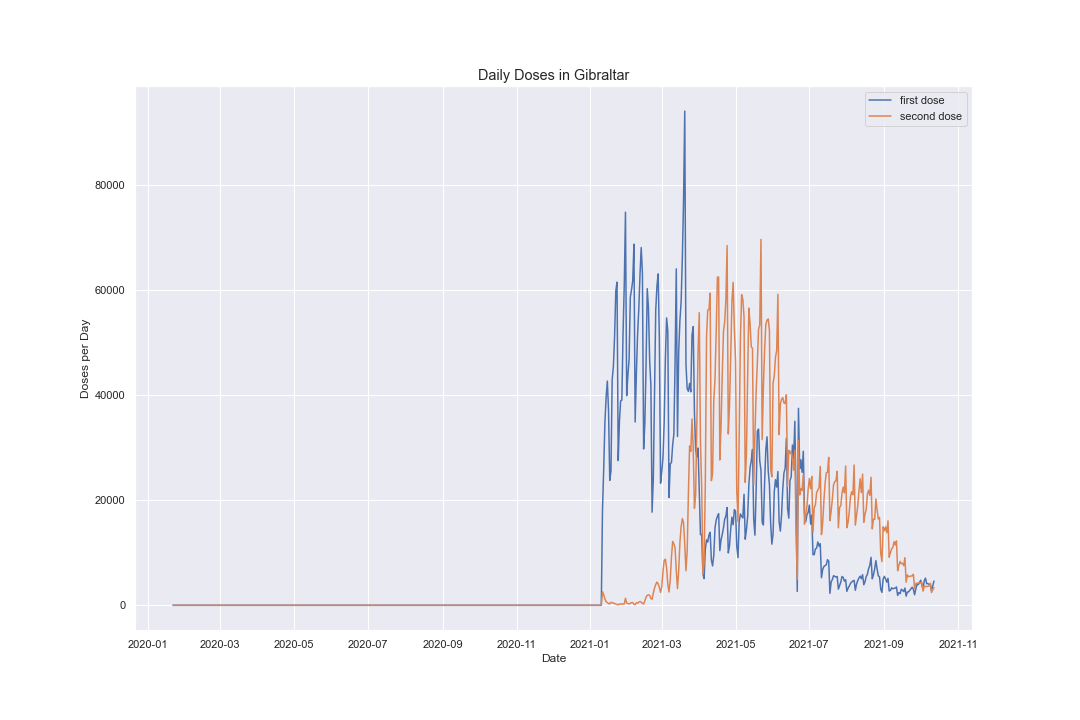 Daily Doses in Gibraltar
first dose
second dose
80000
60000
40000
20000
0
Doses per Day
2020-01 2020-03 2020-05 2020-07 2020-09 2020-11 2021-01 2021-03 2021-05 2021-07 2021-09 2021-11
Date